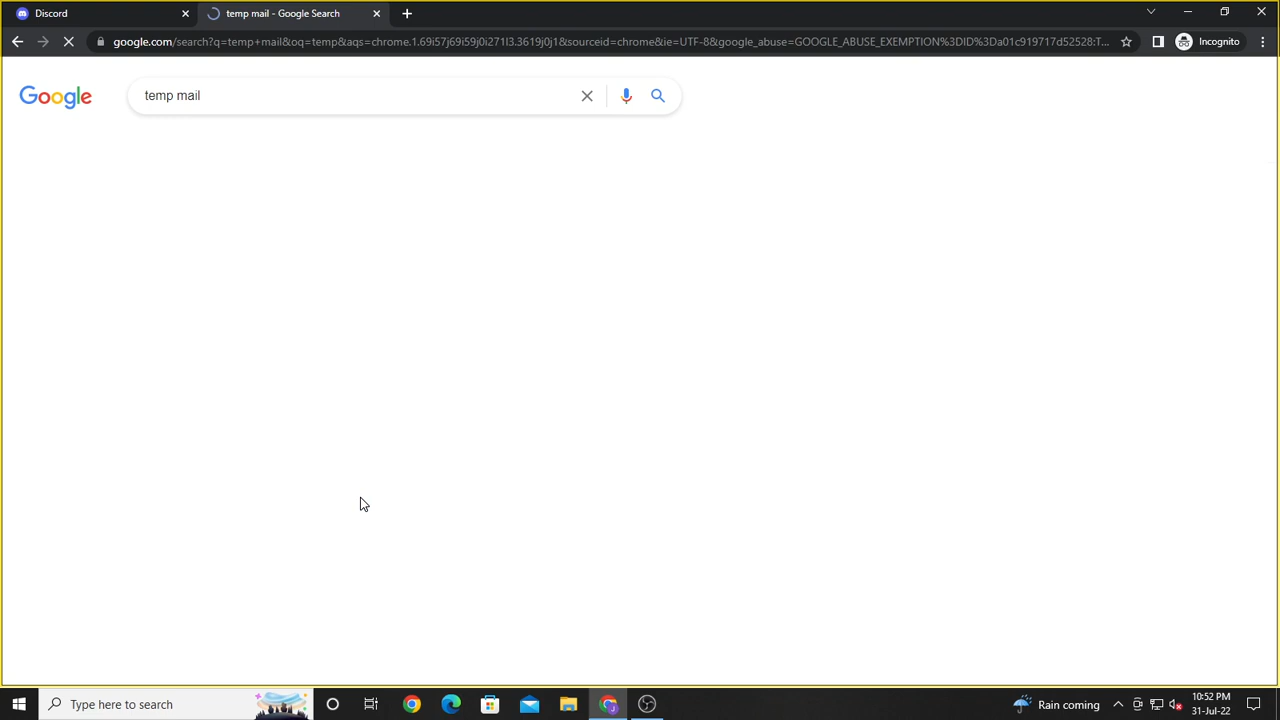 Discord
temp mail - Google Search
google.com/search?q=temp+mail&oq=temp&aqs=chrome.1.69i57j69i59j0i271l3.3619j0j1&sourceid=chrome&ie=UTF-8&google_abuse=GOOGLE_ABUSE_EXEMPTION%3DID%3Da01c919717d52528:T...
Incognito
Google
temp mail
Type here to search
Rain coming
10:52 PM
31-Jul-22